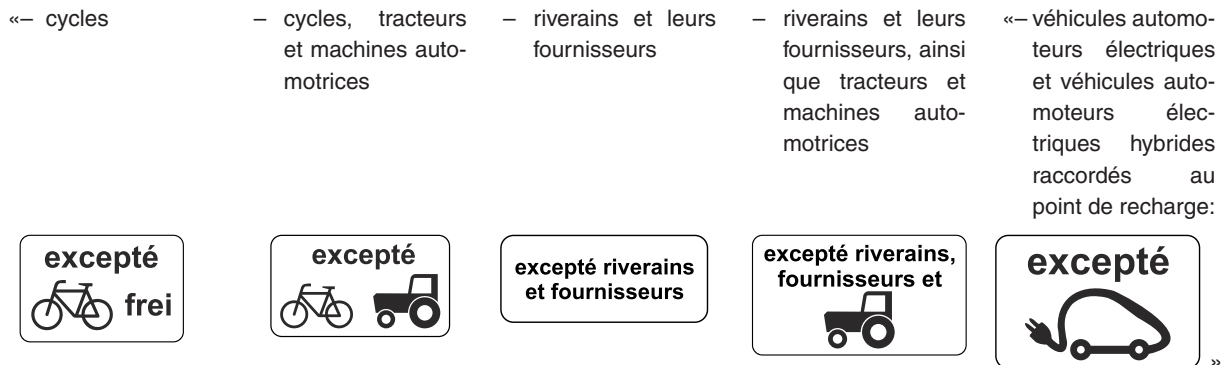 «– cycles
– cycles, tracteurs
et machines auto-
motrices
– riverains et leurs
fournisseurs
– riverains et leurs
fournisseurs, ainsi
que tracteurs et
machines auto-
motrices
«– véhicules automo-
teurs électriques
et véhicules auto-
moteurs élec-
triques hybrides
raccordés au
point de recharge:
excepté
frei
excepté
excepté riverains
et fournisseurs
excepté riverains,
fournisseurs et
excepté
»